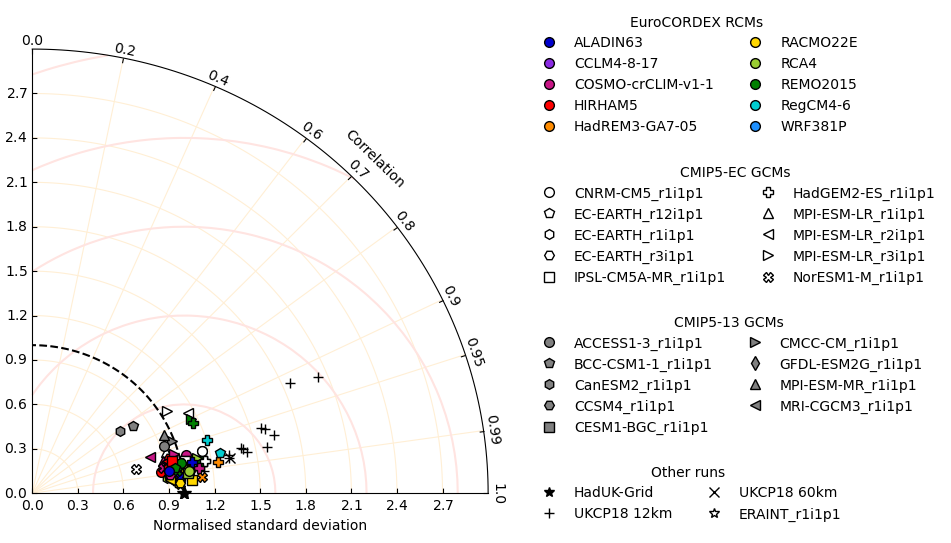 0.0
0.2
0.4
0.6
Correlation
0.7
0.8
0.9
0.95
0.99
1.0
2.7
2.4
2.1
1.8
1.5
1.2
0.9
0.6
0.3
0.0
0.0 0.3 0.6 0.9 1.2 1.5 1.8 2.1 2.4 2.7
Normalised standard deviation
EuroCORDEX RCMs
ALADIN63 RACMO22E
CCLM4-8-17 RCA4
COSMO-crCLIM-v1-1 REMO2015
HIRHAM5 RegCM4-6
HadREM3-GA7-05 WRF381P
CMIP5-EC GCMs
CNRM-CM5_r1i1p1 HadGEM2-ES_r1i1p1
EC-EARTH_r12i1p1 MPI-ESM-LR_r1i1p1
EC-EARTH_r1i1p1 MPI-ESM-LR_r2i1p1
EC-EARTH_r3i1p1 MPI-ESM-LR_r3i1p1
IPSL-CM5A-MR_r1i1p1 NorESM1-M_r1i1p1
CMIP5-13 GCMs
ACCESS1-3_r1i1p1 CMCC-CM_r1i1p1
BCC-CSM1-1_r1i1p1 GFDL-ESM2G_r1i1p1
CanESM2_r1i1p1 MPI-ESM-MR_r1i1p1
CCSM4_r1i1p1 MRI-CGCM3_r1i1p1
CESM1-BGC_r1i1p1
Other runs
HadUK-Grid UKCP18 60km
UKCP18 12km ERAINT_r1i1p1